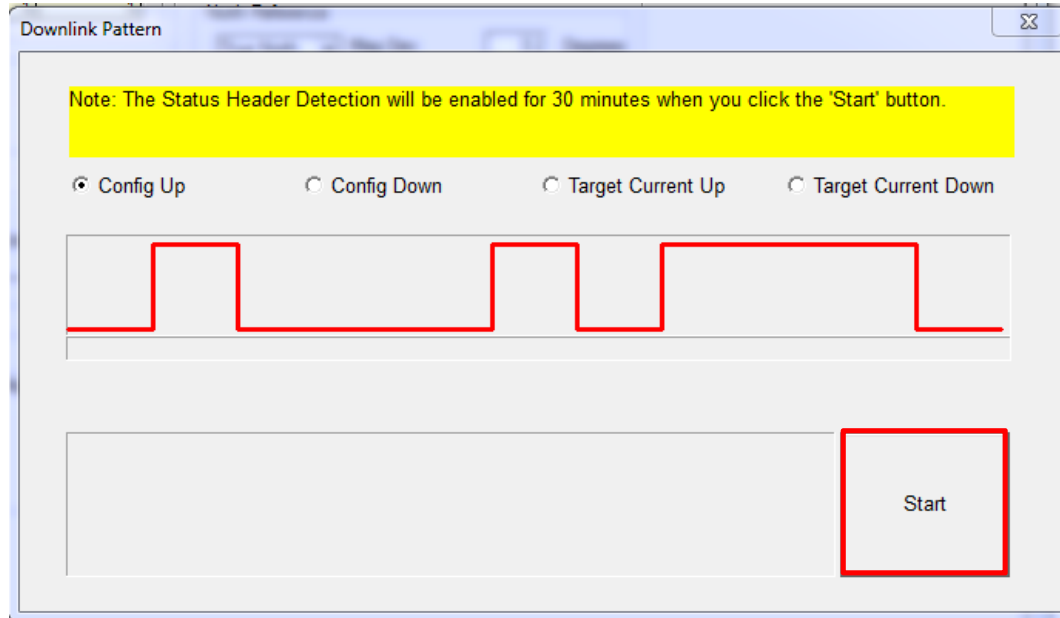 Downlink Pattern
Note: The Status Header Detection will be enabled for 30 minutes when you click the 'Start' button.
Config Up Config Down Target Current Up Target Current Down
Start